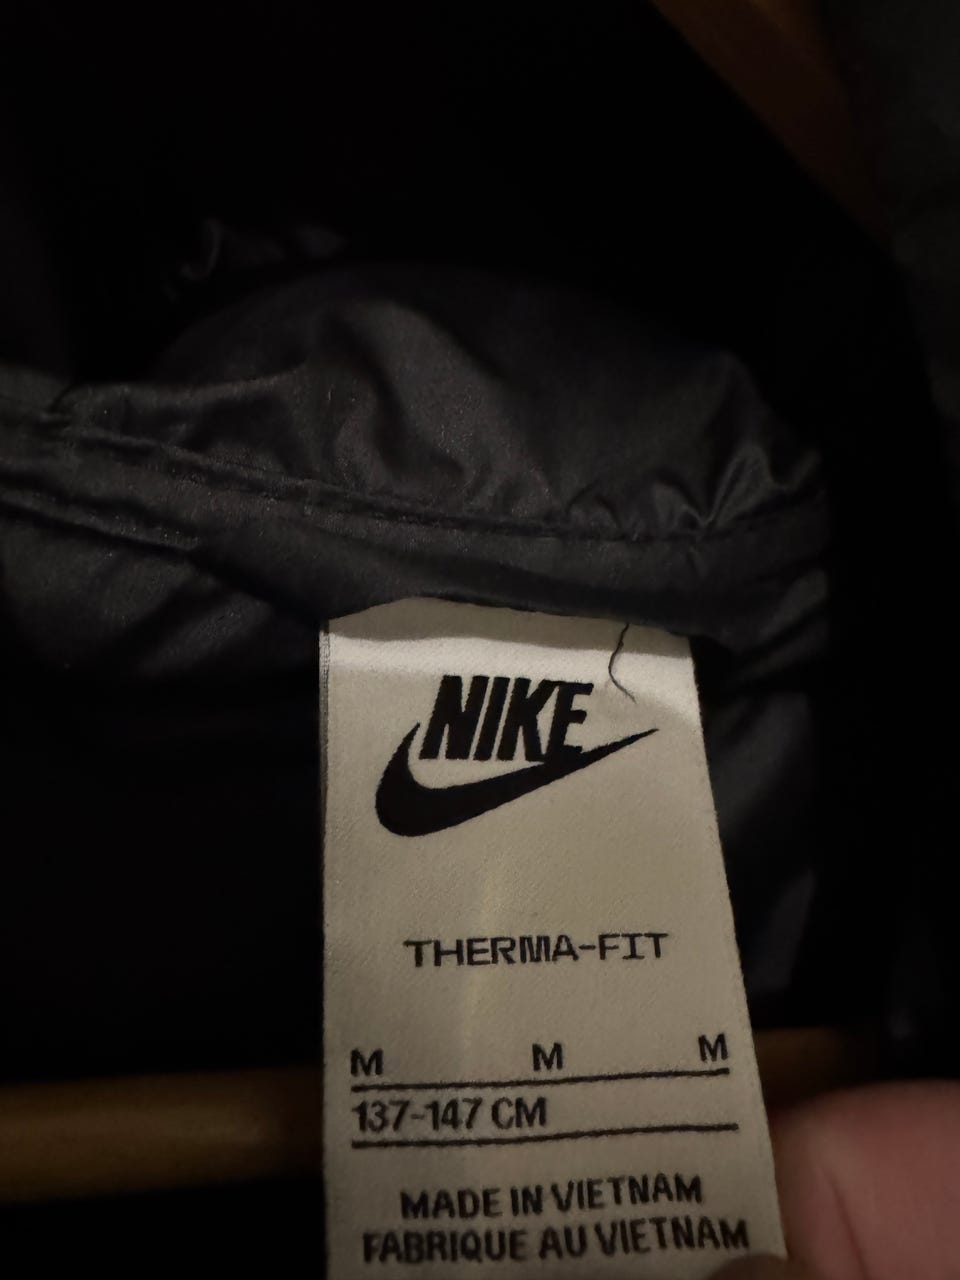 NIKE
THERMA-FIT
M M M
137-147 CM
MADE IN VIETNAM
FABRIQUE AU VIETNAM